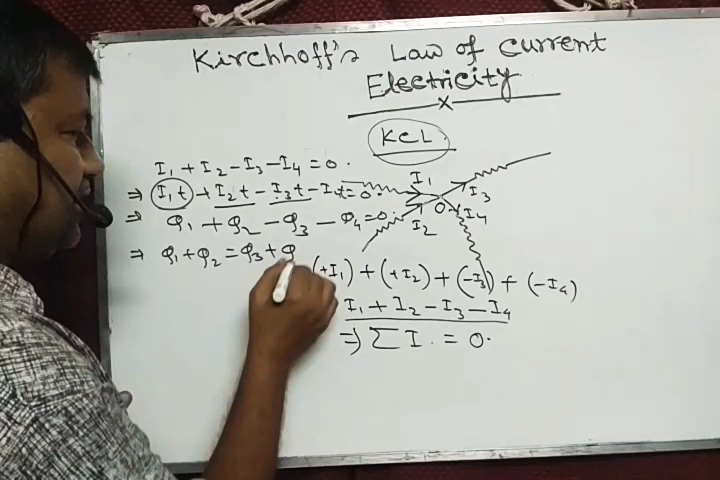 Kirchhoff's Law of current
Electricity
KCL
I₁ + I₂ - I₃ - I₄ = 0.
⇒ I₁t + I₂t - I₃t - I₄t = 0.
⇒ Q₁ + Q₂ - Q₃ - Q₄ = 0.
⇒ Q₁ + Q₂ = Q₃ + Q
I₁
I₃
O
I₄
I₂
(+I₁) + (+I₂) + (-I₃) + (-I₄)
I₁ + I₂ - I₃ - I₄
⇒ ∑ I = 0.